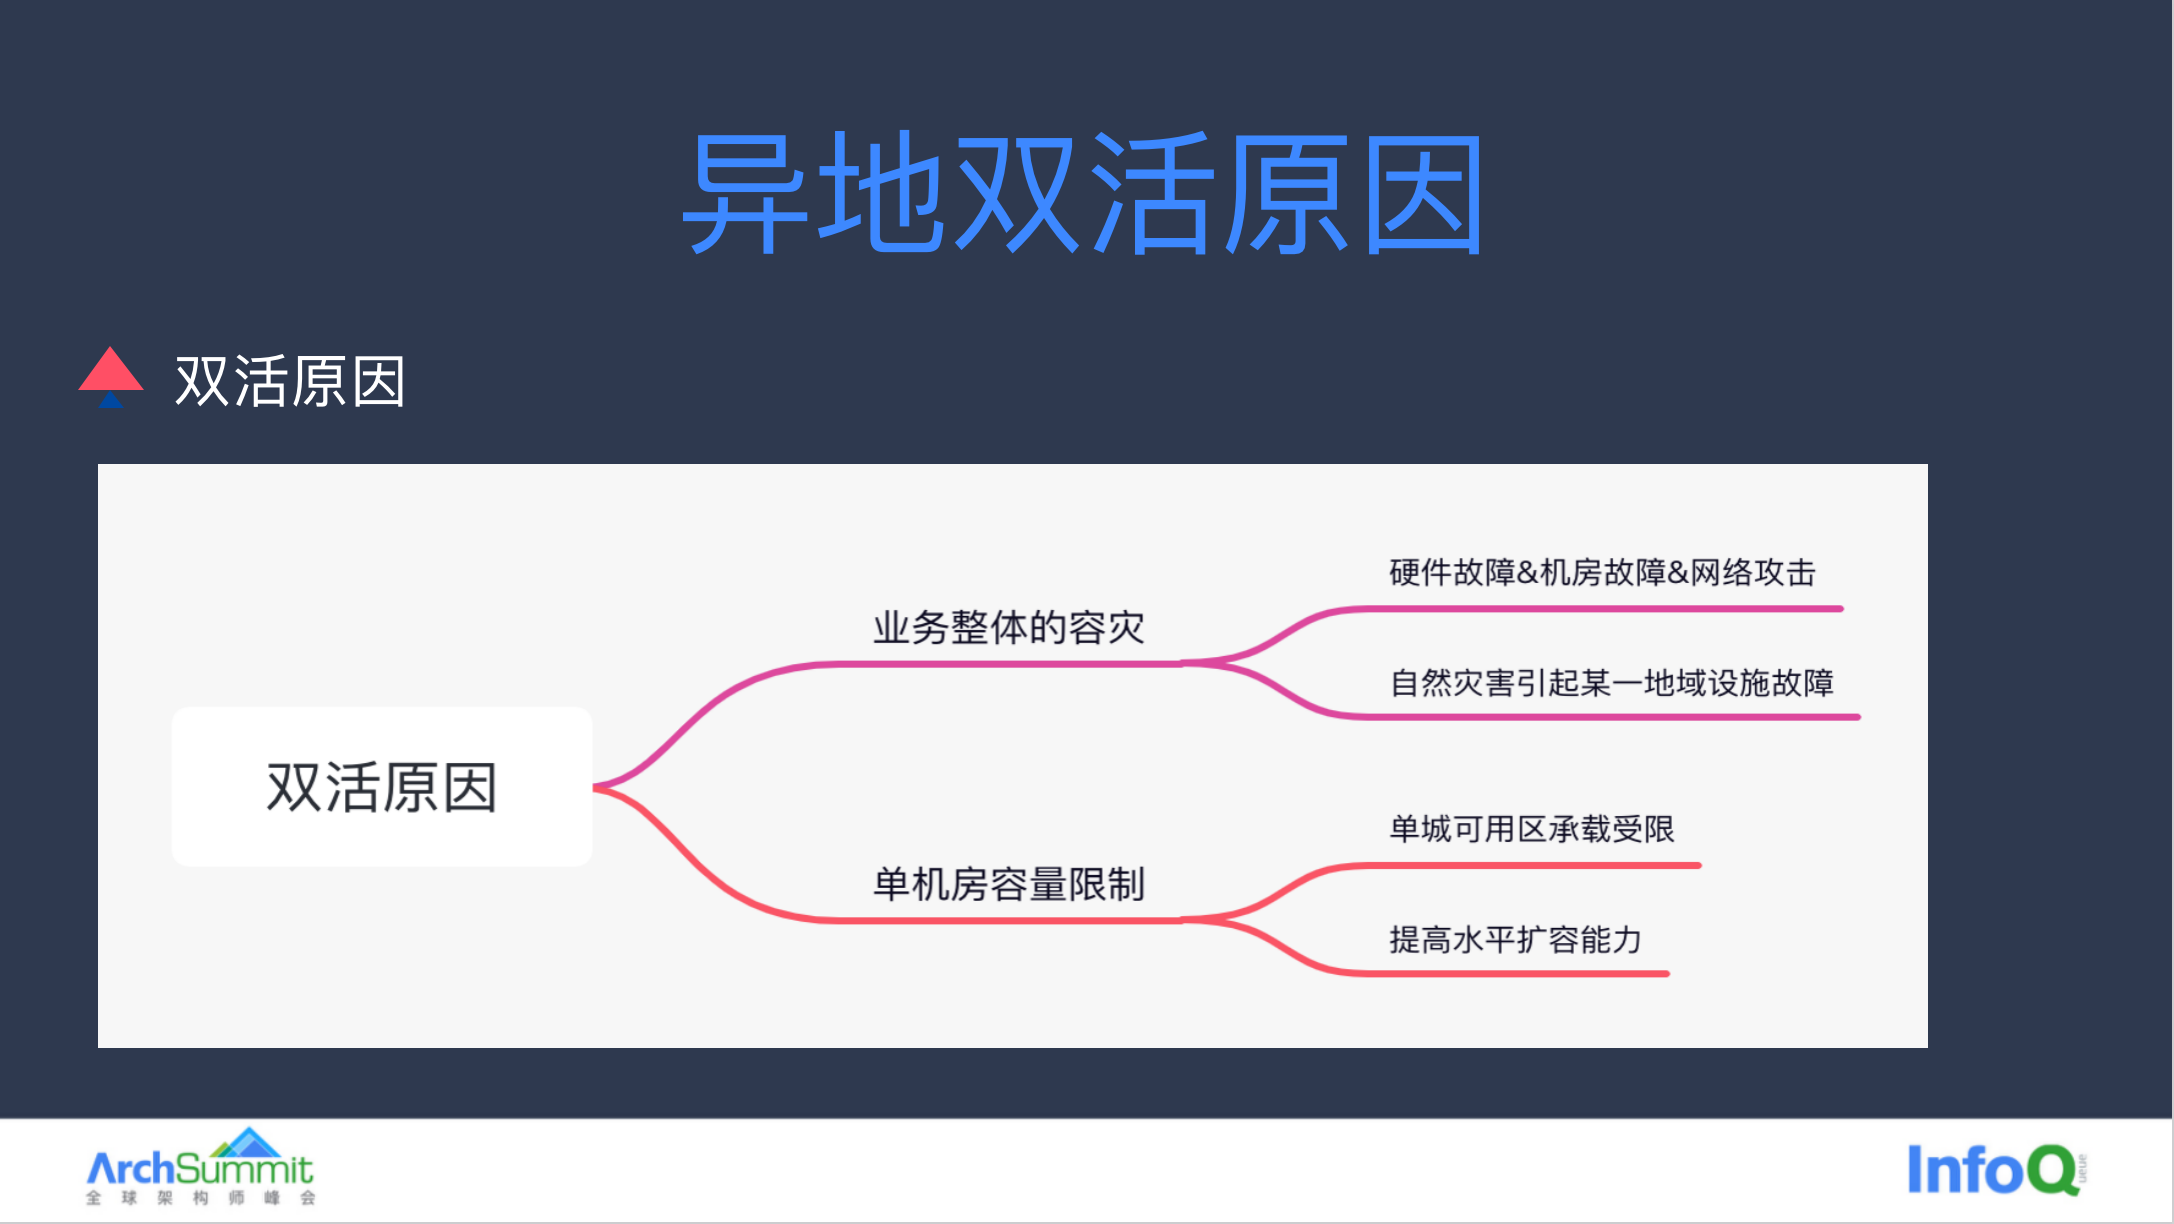 异地双活原因
双活原因
双活原因
业务整体的容灾
硬件故障&机房故障&网络攻击
自然灾害引起某一地域设施故障
单机房容量限制
单城可用区承载受限
提高水平扩容能力
ArchSummit
全球架构师峰会
InfoQ
ueue